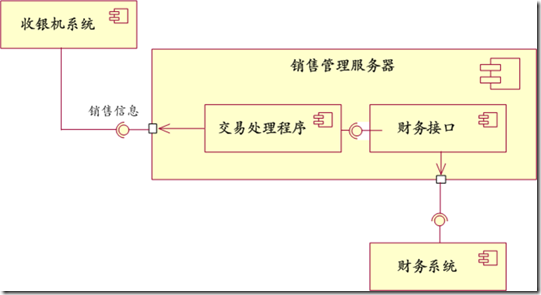 收银机系统
销售管理服务器
销售信息
交易处理程序
财务接口
财务系统